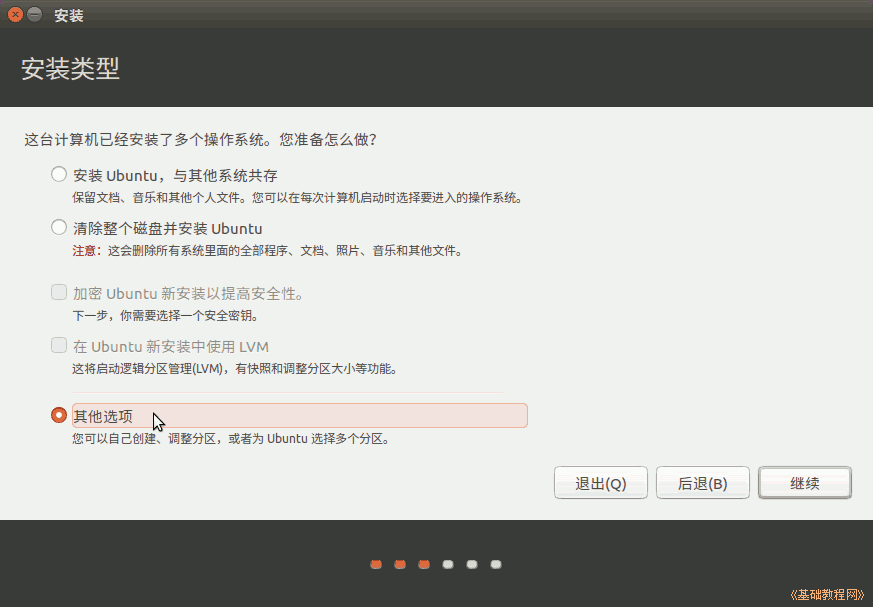 安装
安装类型
这台计算机已经安装了多个操作系统。您准备怎么做?
安装 Ubuntu，与其他系统共存
保留文档、音乐和其他个人文件。您可以在每次计算机启动时选择要进入的操作系统。
清除整个磁盘并安装 Ubuntu
注意：这会删除所有系统里面的全部程序、文档、照片、音乐和其他文件。
加密 Ubuntu 新安装以提高安全性。
下一步，你需要选择一个安全密钥。
在 Ubuntu 新安装中使用 LVM
这将启动逻辑分区管理(LVM)，有快照和调整分区大小等功能。
其他选项
您可以自己创建、调整分区，或者为 Ubuntu 选择多个分区。
退出(Q) 后退(B) 继续
《基础教程网》